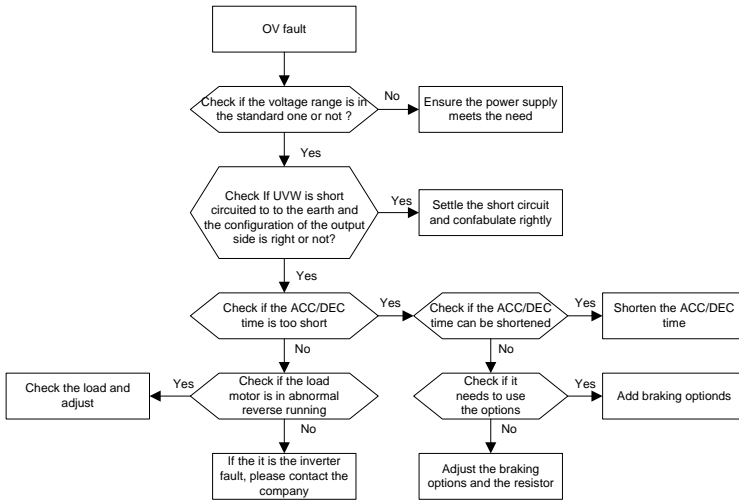 OV fault
Check if the voltage range is in
the standard one or not ?
No
Ensure the power supply
meets the need
Yes
Check If UVW is short
circuited to to the earth and
the configuration of the output
side is right or not?
Yes
Settle the short circuit
and confabulate rightly
Yes
Check if the ACC/DEC
time is too short
Yes
Check if the ACC/DEC
time can be shortened
Yes
Shorten the ACC/DEC
time
No
No
Check the load and
adjust
Yes
Check if the load
motor is in abnormal
reverse running
Check if it
needs to use
the options
Yes
Add braking optionds
No
No
If the it is the inverter
fault, please contact the
company
Adjust the braking
options and the resistor